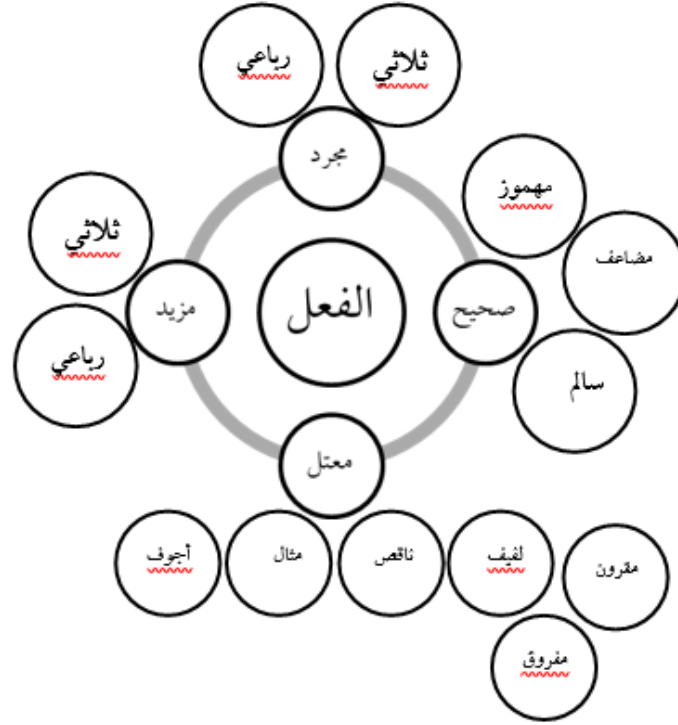 ثلاثي
رباعي
مجرد
مهموز
مضاعف
سالم
صحيح
الفعل
مزيد
ثلاثي
رباعي
معتل
أجوف
مثال
ناقص
لفيف
مقرون
مفروق